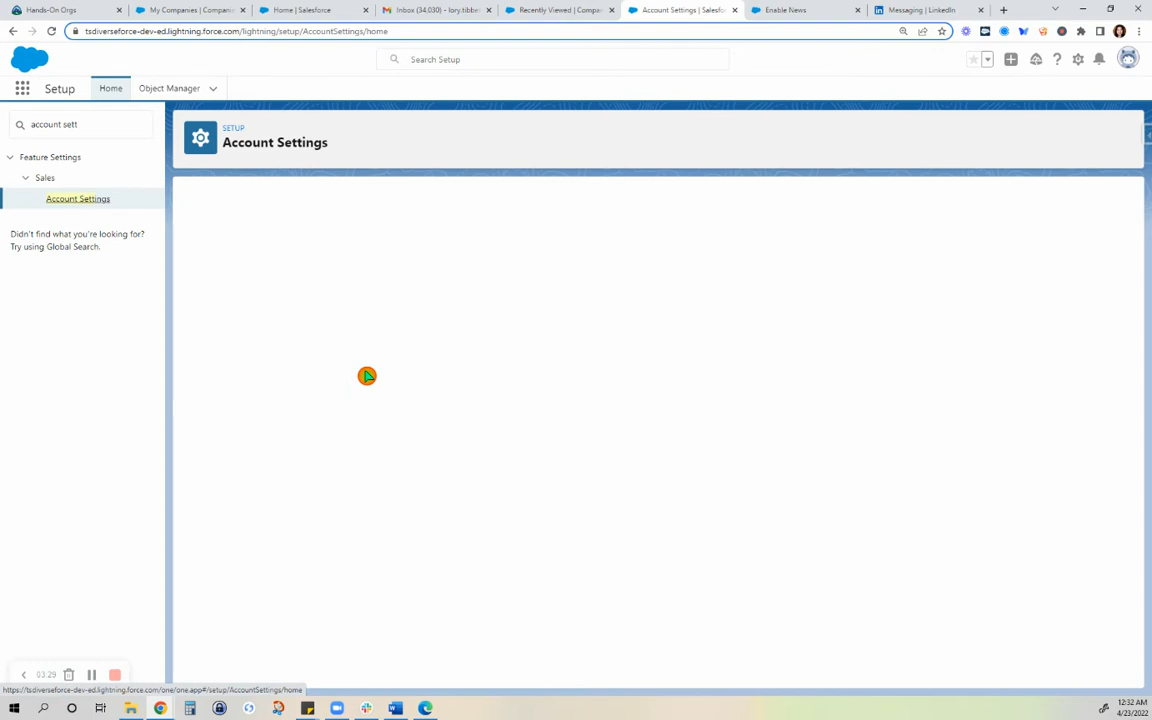 Hands-On Orgs
My Companies | Companie
Home | Salesforce
Inbox (34,030) - lory.tibbe
Recently Viewed | Compan
Account Settings | Salesfo
Enable News
Messaging | LinkedIn
tsdiverseforce-dev-ed.lightning.force.com/lightning/setup/AccountSettings/home
Search Setup
Setup
Home
Object Manager
account sett
Feature Settings
Sales
Account Settings
Didn't find what you're looking for?
Try using Global Search.
SETUP
Account Settings
03:29
https://tsdiverseforce-dev-ed.lightning.force.com/one/one.app#/setup/AccountSettings/home
12:32 AM
4/23/2022